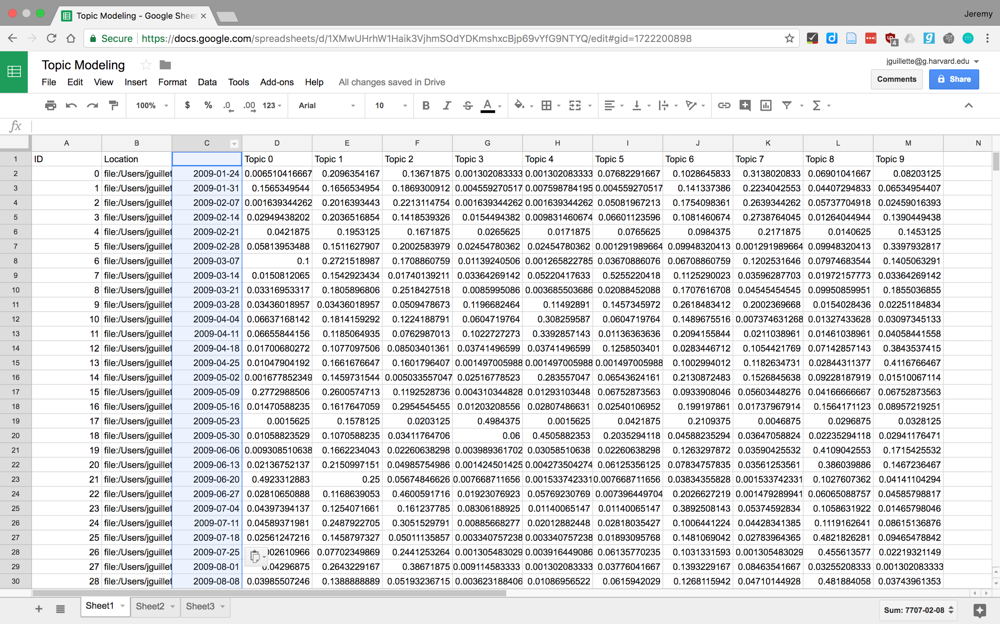 Topic Modeling - Google Sheet
Jeremy
Secure https://docs.google.com/spreadsheets/d/1XMwUHrhW1Haik3VjhmSOdYDKmshxcBjp69vYfG9NTYQ/edit#gid=1722200898
4
Topic Modeling
jguillette@g.harvard.edu
File Edit View Insert Format Data Tools Add-ons Help All changes saved in Drive
Comments Share
100% $ % .0 .00 123 Arial 10 B I S A Σ
fx
A B C D E F G H I J K L M N
1 ID Location Topic 0 Topic 1 Topic 2 Topic 3 Topic 4 Topic 5 Topic 6 Topic 7 Topic 8 Topic 9
2 0 file:/Users/jguillet 2009-01-24 0.006510416667 0.2096354167 0.13671875 0.001302083333 0.001302083333 0.07682291667 0.1028645833 0.3138020833 0.06901041667 0.08203125
3 1 file:/Users/jguillet 2009-01-31 0.1565349544 0.1656534954 0.1869300912 0.004559270517 0.007598784195 0.004559270517 0.141337386 0.2234042553 0.04407294833 0.06534954407
4 2 file:/Users/jguillet 2009-02-07 0.001639344262 0.2016393443 0.2213114754 0.001639344262 0.001639344262 0.05081967213 0.1754098361 0.2639344262 0.05737704918 0.02459016393
5 3 file:/Users/jguillet 2009-02-14 0.02949438202 0.2036516854 0.1418539326 0.0154494382 0.009831460674 0.06601123596 0.1081460674 0.2738764045 0.01264044944 0.1390449438
6 4 file:/Users/jguillet 2009-02-21 0.0421875 0.1953125 0.1671875 0.0265625 0.0171875 0.0765625 0.0984375 0.2171875 0.0140625 0.1453125
7 5 file:/Users/jguillet 2009-02-28 0.05813953488 0.1511627907 0.2002583979 0.02454780362 0.02454780362 0.001291989664 0.09948320413 0.001291989664 0.09948320413 0.3397932817
8 6 file:/Users/jguillet 2009-03-07 0.1 0.2721518987 0.1708860759 0.01139240506 0.001265822785 0.03670886076 0.06708860759 0.1202531646 0.07974683544 0.1405063291
9 7 file:/Users/jguillet 2009-03-14 0.0150812065 0.1542923434 0.01740139211 0.03364269142 0.05220417633 0.5255220418 0.1125290023 0.03596287703 0.01972157773 0.03364269142
10 8 file:/Users/jguillet 2009-03-21 0.03316953317 0.1805896806 0.2518427518 0.0085995086 0.003685503686 0.02088452088 0.1707616708 0.04545454545 0.09950859951 0.1855036855
11 9 file:/Users/jguillet 2009-03-28 0.03436018957 0.03436018957 0.0509478673 0.1196682464 0.11492891 0.1457345972 0.2618483412 0.2002369668 0.0154028436 0.02251184834
12 10 file:/Users/jguillet 2009-04-04 0.06637168142 0.1814159292 0.1224188791 0.0604719764 0.308259587 0.0604719764 0.1489675516 0.007374631268 0.01327433628 0.03097345133
13 11 file:/Users/jguillet 2009-04-11 0.06655844156 0.1185064935 0.0762987013 0.1022727273 0.3392857143 0.01136363636 0.2094155844 0.0211038961 0.01461038961 0.04058441558
14 12 file:/Users/jguillet 2009-04-18 0.01700680272 0.1077097506 0.08503401361 0.03741496599 0.03741496599 0.1258503401 0.0283446712 0.1054421769 0.07142857143 0.3843537415
15 13 file:/Users/jguillet 2009-04-25 0.01047904192 0.1661676647 0.1601796407 0.001497005988 0.001497005988 0.001497005988 0.1002994012 0.1182634731 0.02844311377 0.4116766467
16 14 file:/Users/jguillet 2009-05-02 0.001677852349 0.1459731544 0.005033557047 0.02516778523 0.283557047 0.06543624161 0.2130872483 0.1526845638 0.09228187919 0.01510067114
17 15 file:/Users/jguillet 2009-05-09 0.2772988506 0.2600574713 0.1192528736 0.004310344828 0.01293103448 0.06752873563 0.0933908046 0.05603448276 0.04166666667 0.06752873563
18 16 file:/Users/jguillet 2009-05-16 0.01470588235 0.1617647059 0.2954545455 0.01203208556 0.02807486631 0.02540106952 0.199197861 0.01737967914 0.1564171123 0.08957219251
19 17 file:/Users/jguillet 2009-05-23 0.0015625 0.1578125 0.0203125 0.4984375 0.0015625 0.0421875 0.2109375 0.0046875 0.0296875 0.0328125
20 18 file:/Users/jguillet 2009-05-30 0.01058823529 0.1070588235 0.03411764706 0.06 0.4505882353 0.2035294118 0.04588235294 0.03647058824 0.02235294118 0.02941176471
21 19 file:/Users/jguillet 2009-06-06 0.009308510638 0.1662234043 0.02260638298 0.003989361702 0.03058510638 0.02260638298 0.1263297872 0.03590425532 0.4109042553 0.1715425532
22 20 file:/Users/jguillet 2009-06-13 0.02136752137 0.2150997151 0.04985754986 0.001424501425 0.004273504274 0.06125356125 0.07834757835 0.03561253561 0.386039886 0.1467236467
23 21 file:/Users/jguillet 2009-06-20 0.4923312883 0.25 0.05674846626 0.007668711656 0.001533742331 0.007668711656 0.03834355828 0.001533742331 0.1027607362 0.04141104294
24 22 file:/Users/jguillet 2009-06-27 0.02810650888 0.1168639053 0.4600591716 0.01923076923 0.05769230769 0.007396449704 0.2026627219 0.001479289941 0.06065088757 0.04585798817
25 23 file:/Users/jguillet 2009-07-04 0.04397394137 0.1254071661 0.161237785 0.08306188925 0.01140065147 0.01140065147 0.3892508143 0.05374592834 0.1058631922 0.01465798046
26 24 file:/Users/jguillet 2009-07-11 0.04589371981 0.2487922705 0.3051529791 0.00885668277 0.02012882448 0.02818035427 0.1006441224 0.04428341385 0.1119162641 0.08615136876
27 25 file:/Users/jguillet 2009-07-18 0.02561247216 0.1458797327 0.05011135857 0.003340757238 0.003340757238 0.01893095768 0.1481069042 0.02783964365 0.4821826281 0.09465478842
28 26 file:/Users/jguillet 2009-07-25 02610966 0.07702349869 0.2441253264 0.001305483029 0.003916449086 0.06135770235 0.1031331593 0.001305483029 0.455613577 0.02219321149
29 27 file:/Users/jguillet 2009-08-01 0.04296875 0.2643229167 0.38671875 0.009114583333 0.001302083333 0.03776041667 0.1393229167 0.08463541667 0.03255208333 0.001302083333
30 28 file:/Users/jguillet 2009-08-08 0.03985507246 0.1388888889 0.05193236715 0.003623188406 0.01086956522 0.0615942029 0.1268115942 0.04710144928 0.481884058 0.03743961353
Sheet1 Sheet2 Sheet3 Sum: 7707-02-08